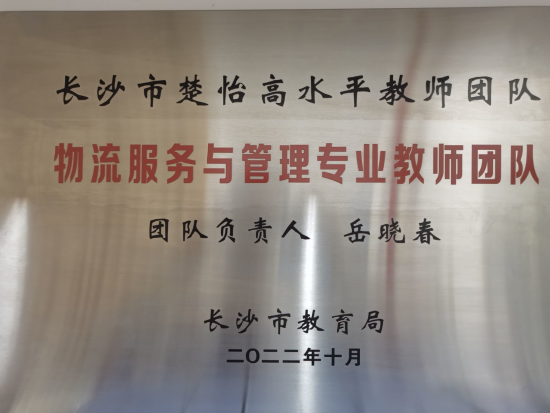 长沙市楚怡高水平教师团队
物流服务与管理专业教师团队
团队负责人 岳晓春
长沙市教育局
二〇二二年十月